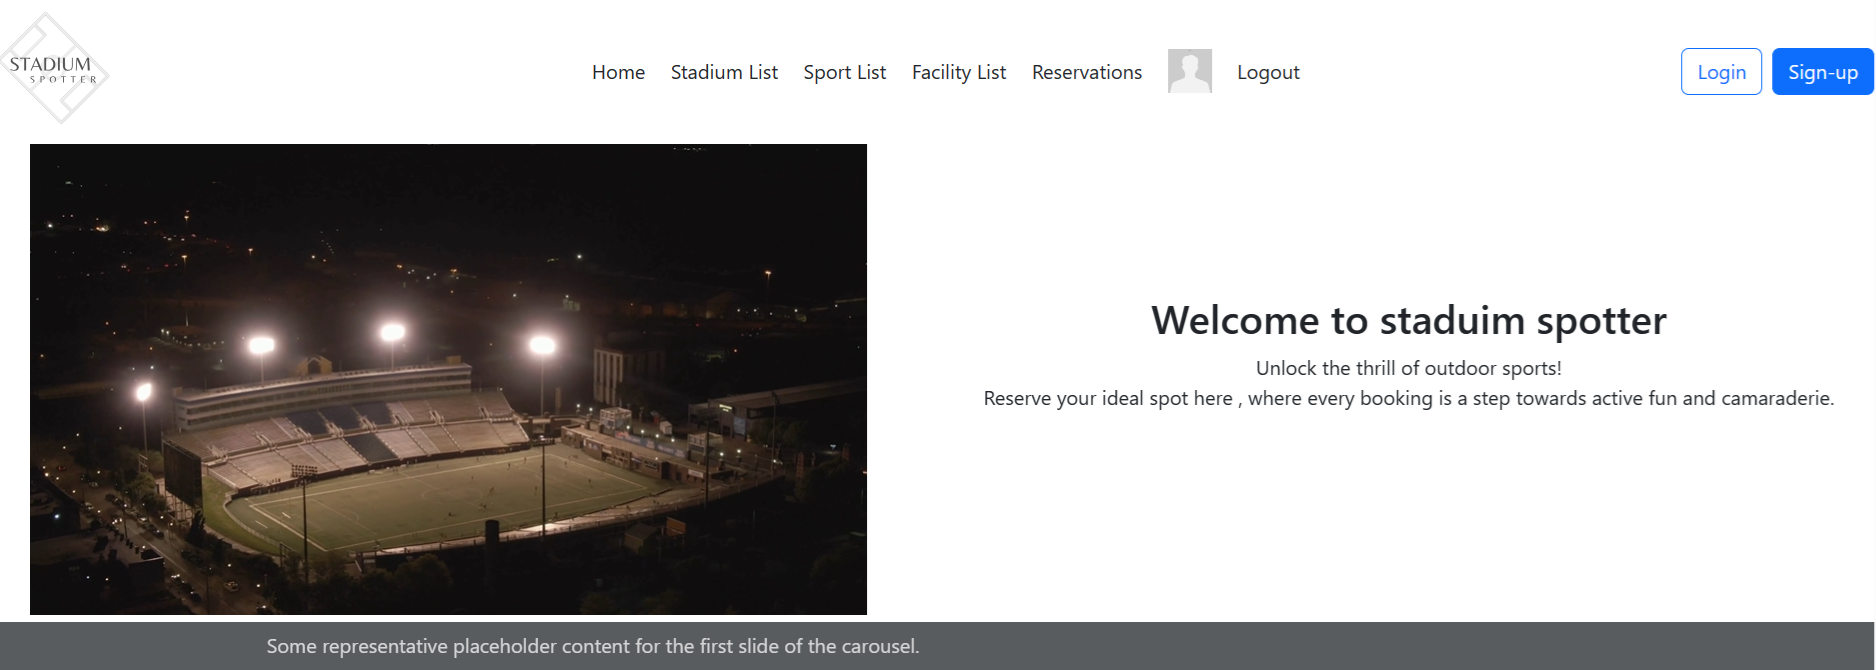 STADIUM
SPOTTER
Home Stadium List Sport List Facility List Reservations Logout
Login Sign-up
Welcome to staduim spotter
Unlock the thrill of outdoor sports!
Reserve your ideal spot here , where every booking is a step towards active fun and camaraderie.
Some representative placeholder content for the first slide of the carousel.